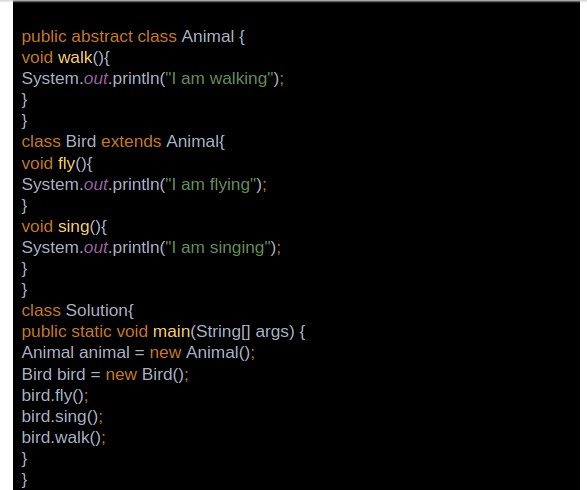 public abstract class Animal {
void walk(){
System.out.println("I am walking");
}
}
class Bird extends Animal{
void fly(){
System.out.println("I am flying");
}
void sing(){
System.out.println("I am singing");
}
}
class Solution{
public static void main(String[] args) {
Animal animal = new Animal();
Bird bird = new Bird();
bird.fly();
bird.sing();
bird.walk();
}
}